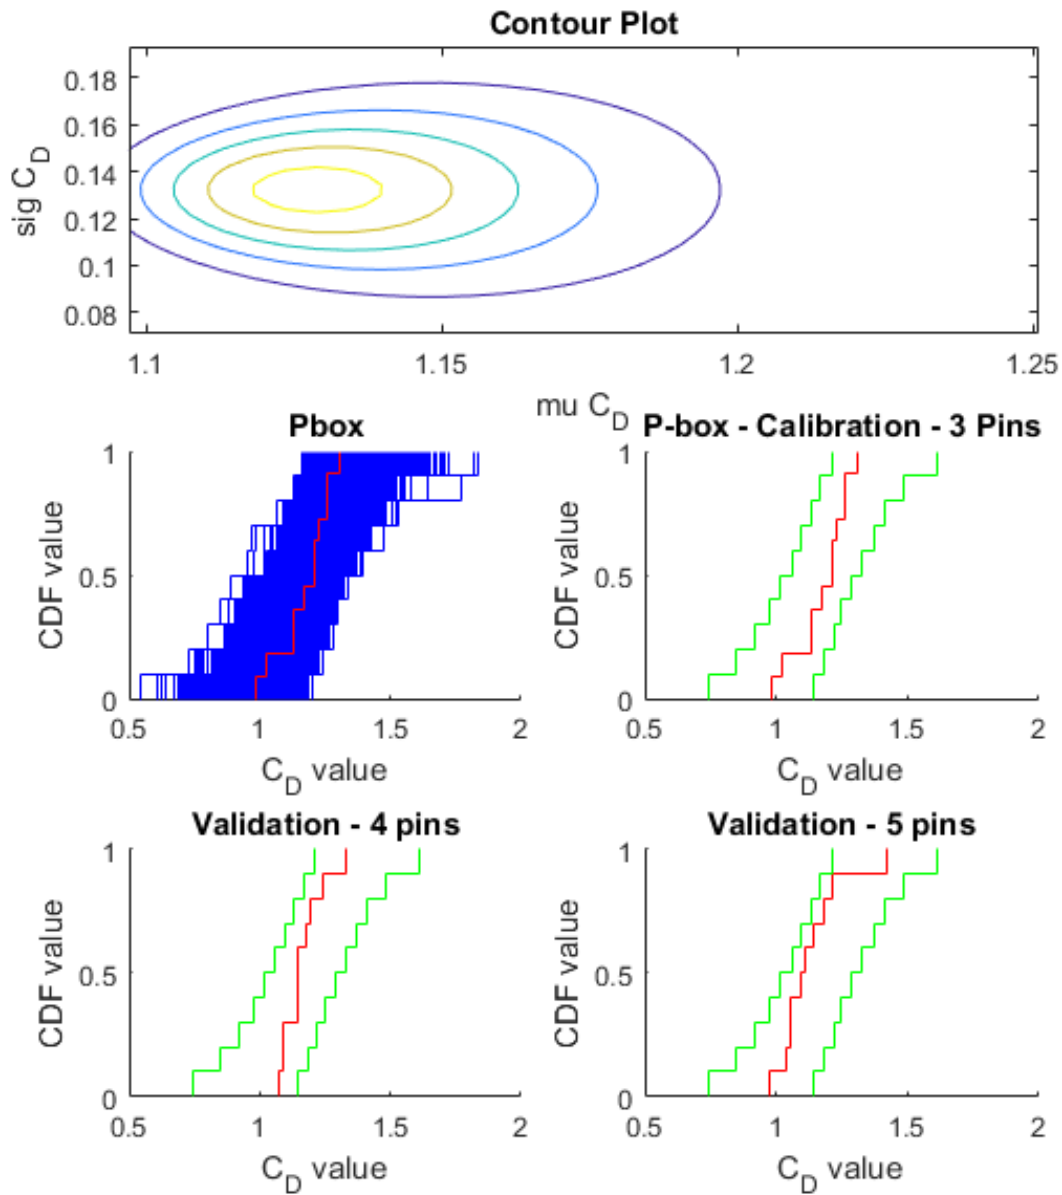 Contour Plot
sig C_D
0.18
0.16
0.14
0.12
0.1
0.08
1.1 1.15 1.2 1.25
mu C_D
Pbox
CDF value
1
0.5
0
0.5 1 1.5 2
C_D value
P-box - Calibration - 3 Pins
CDF value
1
0.5
0
0.5 1 1.5 2
C_D value
Validation - 4 pins
CDF value
1
0.5
0
0.5 1 1.5 2
C_D value
Validation - 5 pins
CDF value
1
0.5
0
0.5 1 1.5 2
C_D value